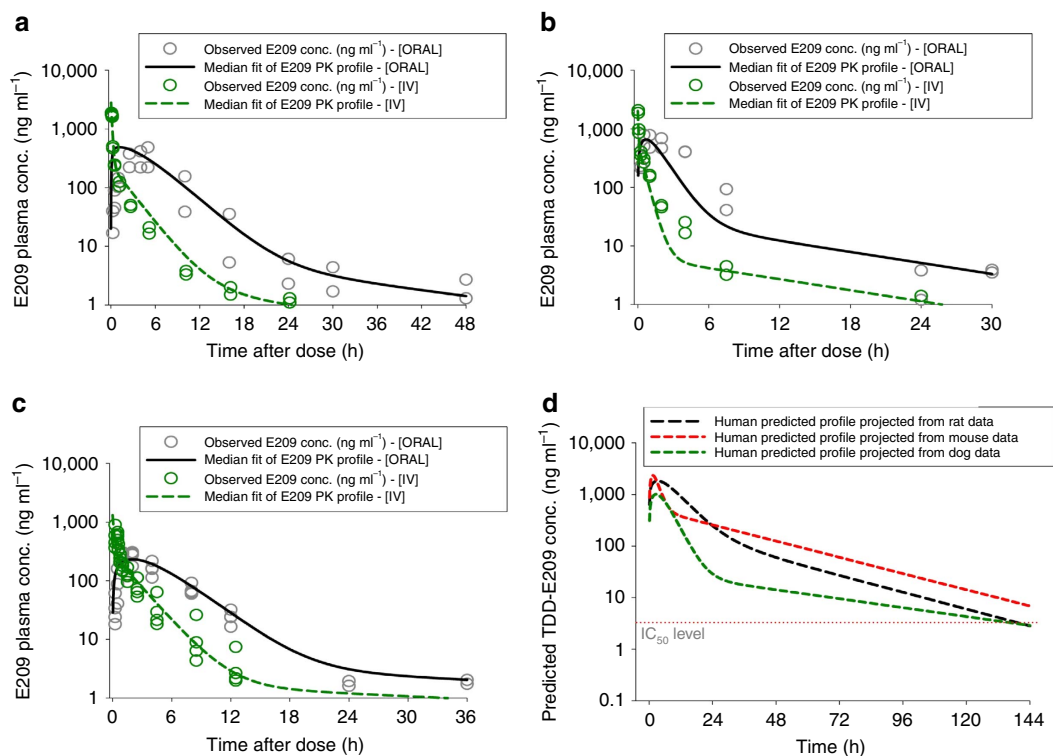 a
Observed E209 conc. (ng ml⁻¹) - [ORAL]
Median fit of E209 PK profile - [ORAL]
Observed E209 conc. (ng ml⁻¹) - [IV]
Median fit of E209 PK profile - [IV]
E209 plasma conc. (ng ml⁻¹)
10,000
1,000
100
10
1
0 6 12 18 24 30 36 42 48
Time after dose (h)
b
Observed E209 conc. (ng ml⁻¹) - [ORAL]
Median fit of E209 PK profile - [ORAL]
Observed E209 conc. (ng ml⁻¹) - [IV]
Median fit of E209 PK profile - [IV]
E209 plasma conc. (ng ml⁻¹)
10,000
1,000
100
10
1
0 6 12 18 24 30
Time after dose (h)
c
Observed E209 conc. (ng ml⁻¹) - [ORAL]
Median fit of E209 PK profile - [ORAL]
Observed E209 conc. (ng ml⁻¹) - [IV]
Median fit of E209 PK profile - [IV]
E209 plasma conc. (ng ml⁻¹)
10,000
1,000
100
10
1
0 6 12 18 24 30 36
Time after dose (h)
d
Human predicted profile projected from rat data
Human predicted profile projected from mouse data
Human predicted profile projected from dog data
Predicted TDD-E209 conc. (ng ml⁻¹)
10,000
1,000
100
10
1
0.1
IC₅₀ level
0 24 48 72 96 120 144
Time (h)